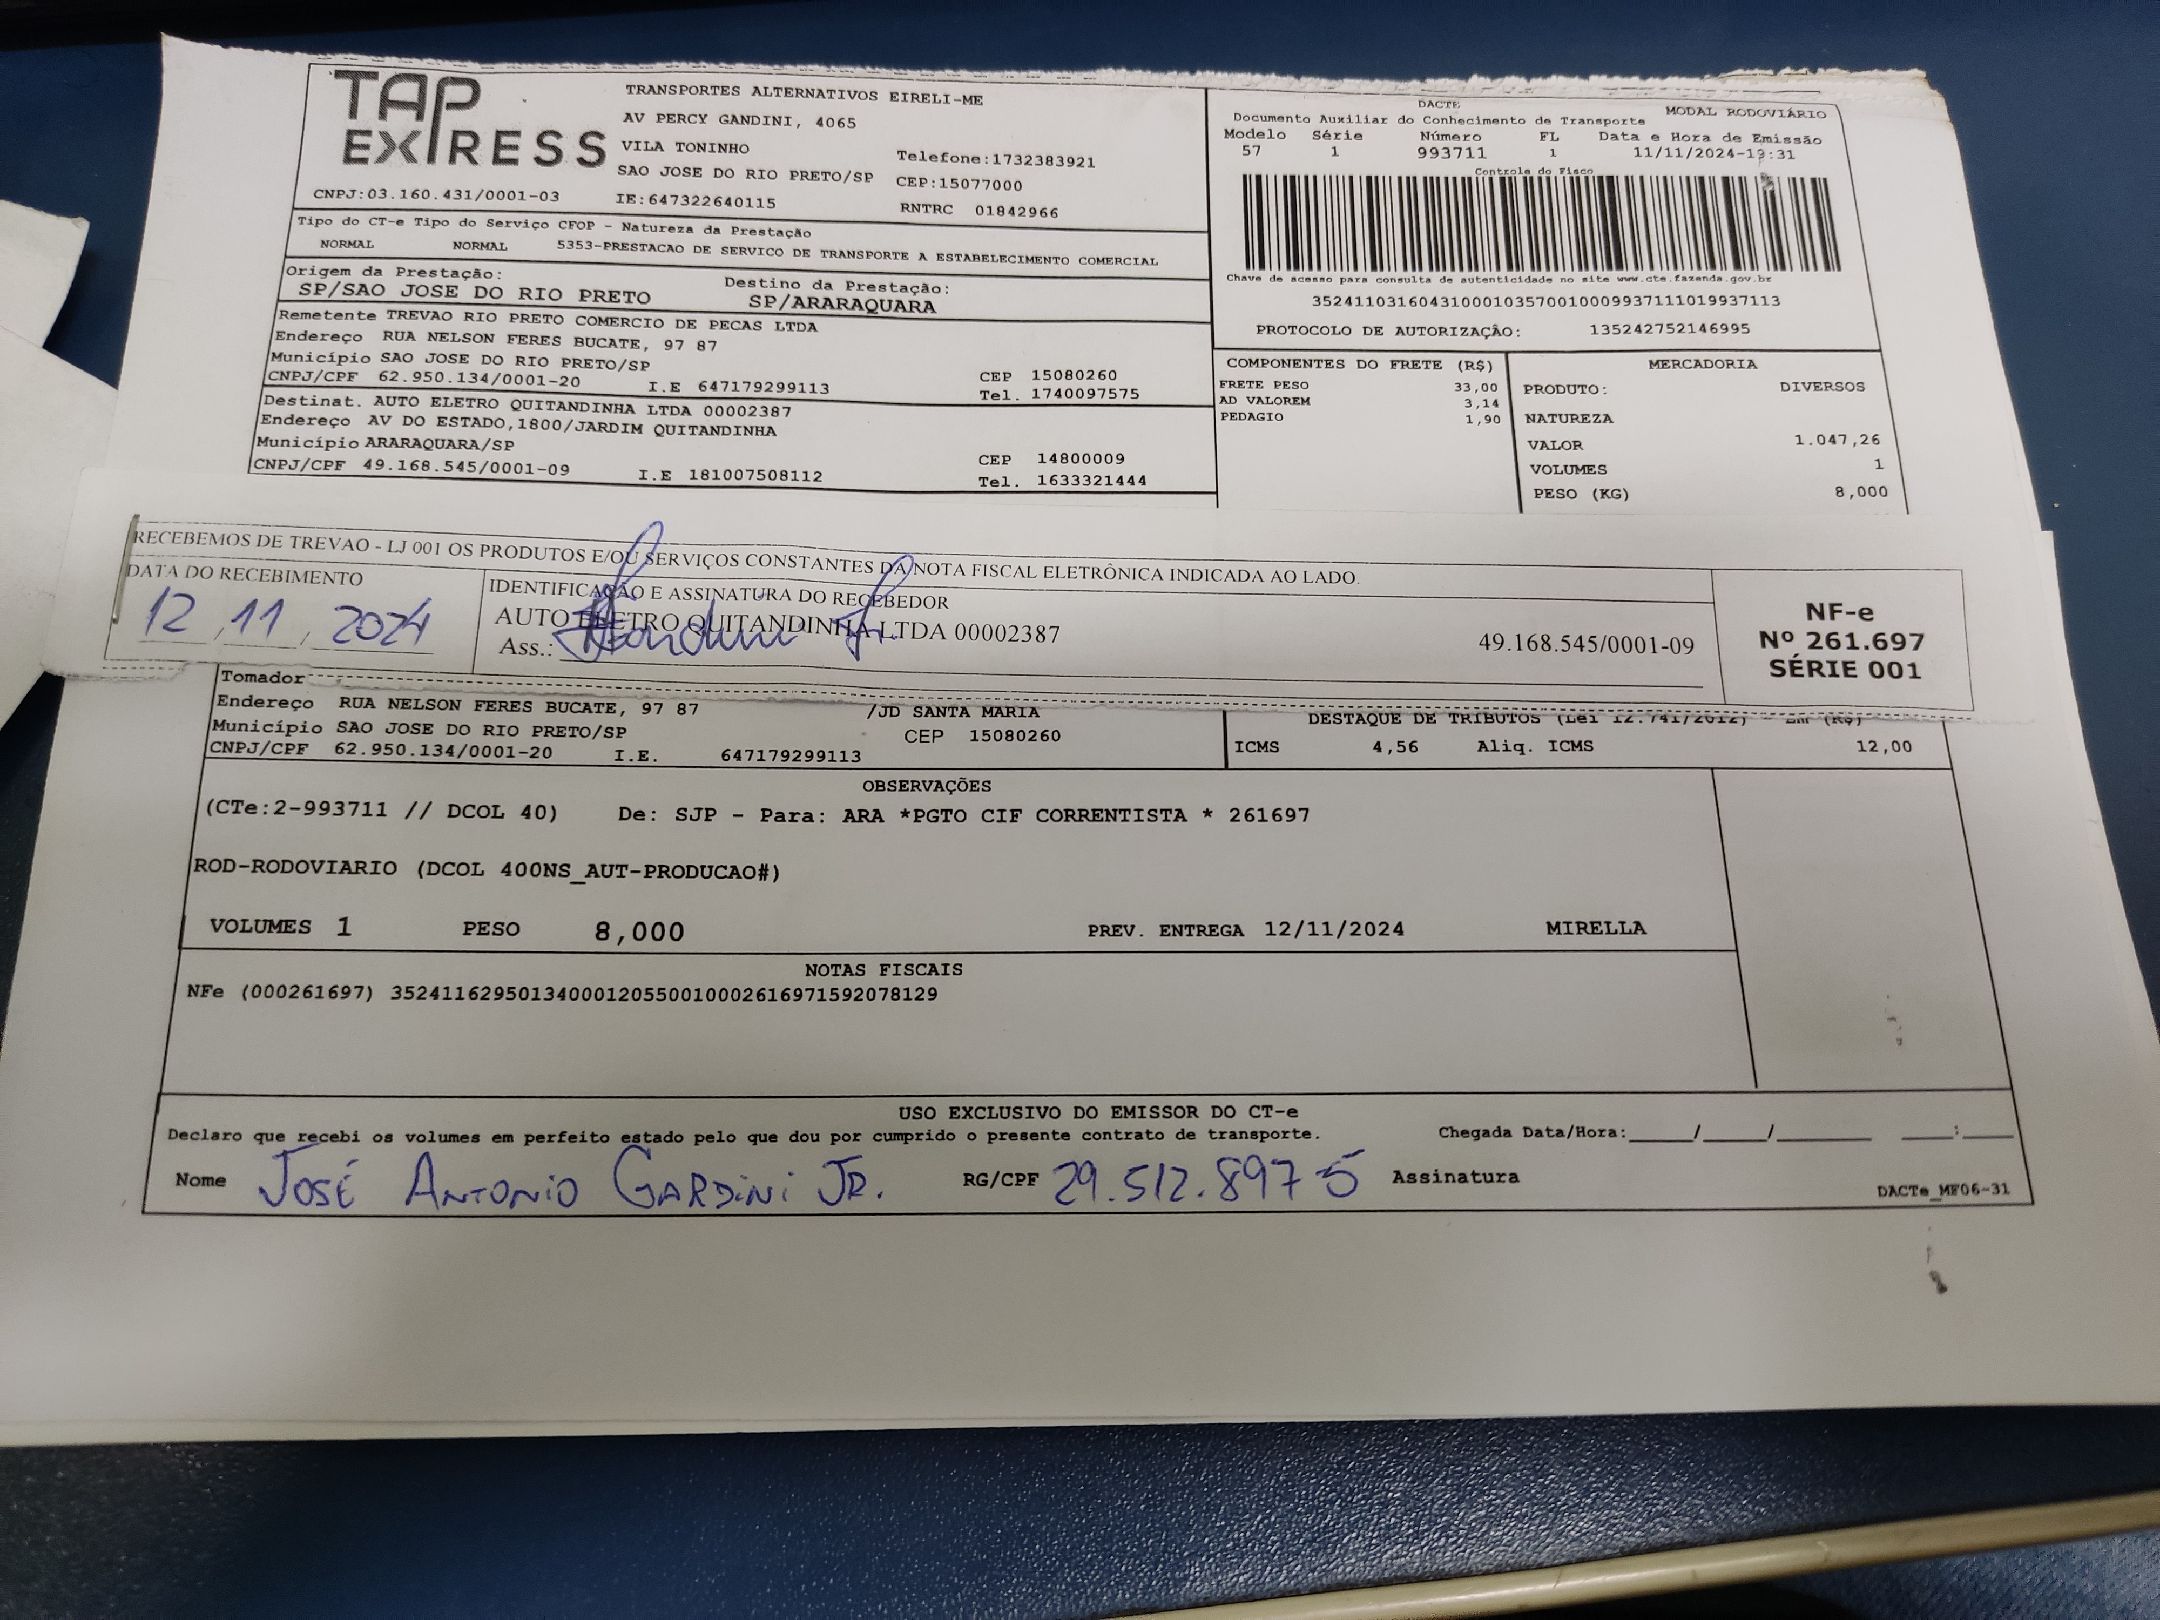 TAP EXPRESS
TRANSPORTES ALTERNATIVOS EIRELI-ME
AV PERCY GANDINI, 4065
VILA TONINHO
Telefone:1732383921
SAO JOSE DO RIO PRETO/SP CEP:15077000
CNPJ:03.160.431/0001-03 IE:647322640115 RNTRC 01842966
DACTE MODAL RODOVIÁRIO
Documento Auxiliar do Conhecimento de Transporte
Modelo Série Número FL Data e Hora de Emissão
57 1 993711 1 11/11/2024-19:31
Controle do Fisco
Chave de acesso para consulta de autenticidade no site www.cte.fazenda.gov.br
35241103160431000103570010009937111019937113
PROTOCOLO DE AUTORIZAÇÃO: 135242752146995
Tipo do CT-e Tipo do Serviço CFOP - Natureza da Prestação
NORMAL NORMAL 5353-PRESTACAO DE SERVICO DE TRANSPORTE A ESTABELECIMENTO COMERCIAL
Origem da Prestação: Destino da Prestação:
SP/SAO JOSE DO RIO PRETO SP/ARARAQUARA
Remetente TREVAO RIO PRETO COMERCIO DE PECAS LTDA
Endereço RUA NELSON FERES BUCATE, 97 87
Município SAO JOSE DO RIO PRETO/SP CEP 15080260
CNPJ/CPF 62.950.134/0001-20 I.E 647179299113 Tel. 1740097575
Destinat. AUTO ELETRO QUITANDINHA LTDA 00002387
Endereço AV DO ESTADO,1800/JARDIM QUITANDINHA
Município ARARAQUARA/SP CEP 14800009
CNPJ/CPF 49.168.545/0001-09 I.E 181007508112 Tel. 1633321444
COMPONENTES DO FRETE (R$)
FRETE PESO 33,00
AD VALOREM 3,14
PEDAGIO 1,90
MERCADORIA
PRODUTO: DIVERSOS
NATUREZA
VALOR 1.047,26
VOLUMES 1
PESO (KG) 8,000
RECEBEMOS DE TREVAO - LJ 001 OS PRODUTOS E/OU SERVIÇOS CONSTANTES DA NOTA FISCAL ELETRÔNICA INDICADA AO LADO.
DATA DO RECEBIMENTO
12 11 2024
IDENTIFICAÇÃO E ASSINATURA DO RECEBEDOR
AUTO ELETRO QUITANDINHA LTDA 00002387 49.168.545/0001-09
Ass.:
NF-e
Nº 261.697
SÉRIE 001
Tomador
Endereço RUA NELSON FERES BUCATE, 97 87 /JD SANTA MARIA
Município SAO JOSE DO RIO PRETO/SP CEP 15080260
CNPJ/CPF 62.950.134/0001-20 I.E. 647179299113
DESTAQUE DE TRIBUTOS (Lei 12.741/2012) - Em (R$)
ICMS 4,56 Aliq. ICMS 12,00
OBSERVAÇÕES
(CTe:2-993711 // DCOL 40) De: SJP - Para: ARA *PGTO CIF CORRENTISTA * 261697
ROD-RODOVIARIO (DCOL 400NS_AUT-PRODUCAO#)
VOLUMES 1 PESO 8,000 PREV. ENTREGA 12/11/2024 MIRELLA
NOTAS FISCAIS
NFe (000261697) 35241162950134000120550010002616971592078129
USO EXCLUSIVO DO EMISSOR DO CT-e
Declaro que recebi os volumes em perfeito estado pelo que dou por cumprido o presente contrato de transporte. Chegada Data/Hora:____/____/______ ____:____
Nome JOSÉ ANTONIO GARDINI JR. RG/CPF 29.512.897 5 Assinatura
DACTe_MF06-31